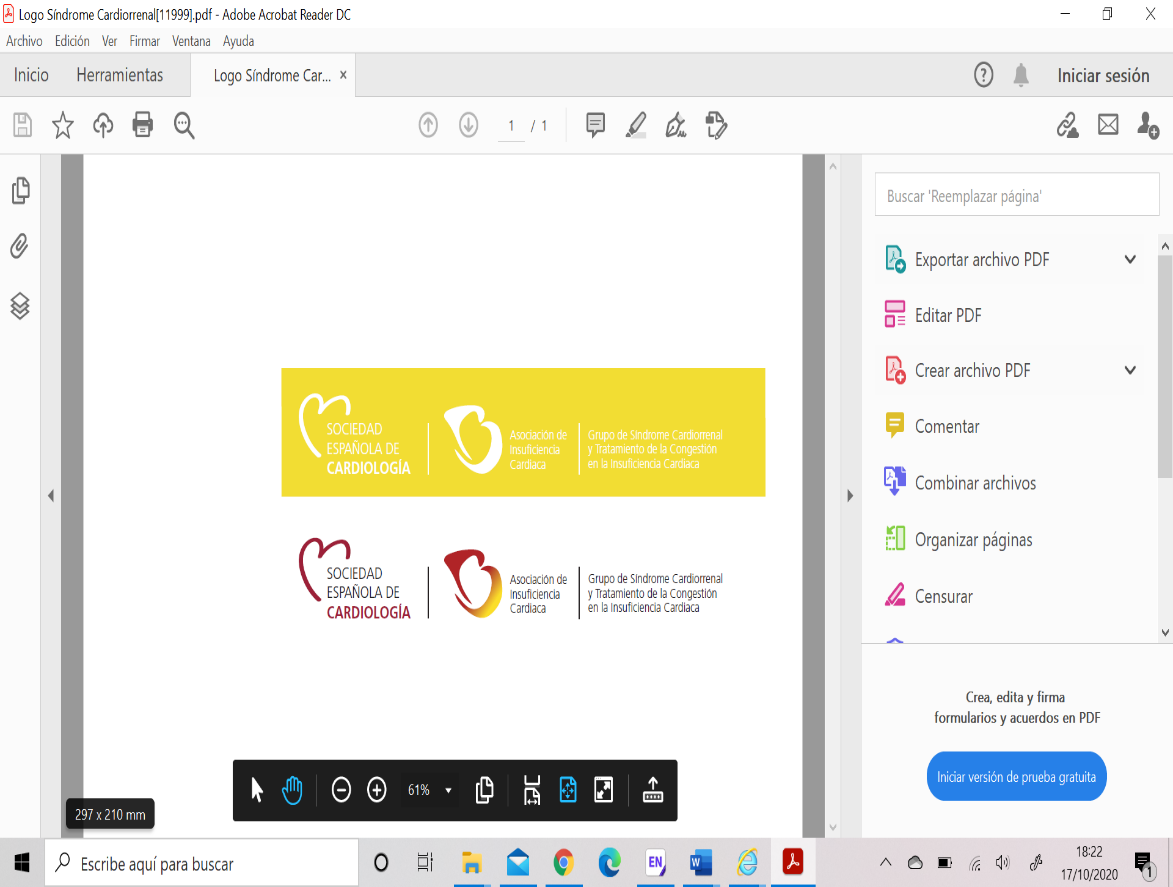 Logo Síndrome Cardiorrenal[11999].pdf - Adobe Acrobat Reader DC
Archivo Edición Ver Firmar Ventana Ayuda
Inicio Herramientas Logo Síndrome Car... × Iniciar sesión
1 / 1
Buscar 'Reemplazar página'
Exportar archivo PDF
Editar PDF
Crear archivo PDF
Comentar
Combinar archivos
Organizar páginas
Censurar
Crea, edita y firma
formularios y acuerdos en PDF
Iniciar versión de prueba gratuita
SOCIEDAD
ESPAÑOLA DE
CARDIOLOGÍA
Asociación de
Insuficiencia
Cardiaca
Grupo de Síndrome Cardiorrenal
y Tratamiento de la Congestión
en la Insuficiencia Cardiaca
SOCIEDAD
ESPAÑOLA DE
CARDIOLOGÍA
Asociación de
Insuficiencia
Cardiaca
Grupo de Síndrome Cardiorrenal
y Tratamiento de la Congestión
en la Insuficiencia Cardiaca
61%
297 x 210 mm
Escribe aquí para buscar
EN
W
18:22
17/10/2020
1